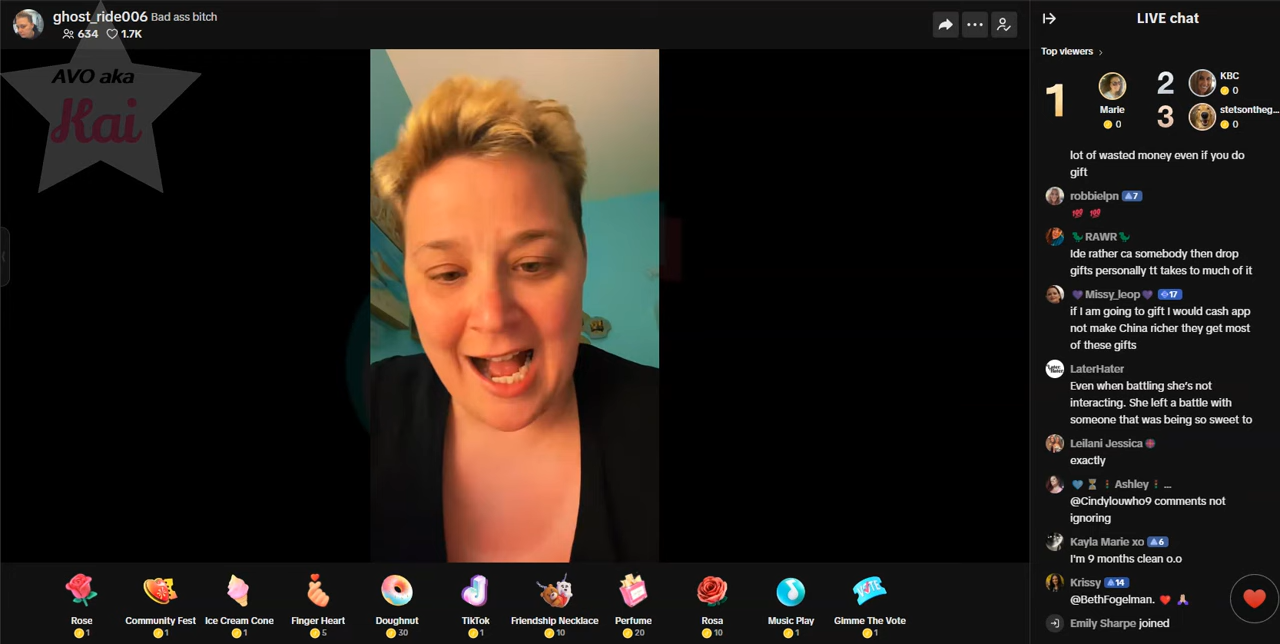 ghost_ride006 Bad ass bitch
634 1.7K
AVO aka
Kai
LIVE chat
Top viewers
1
Marie
0
2
KBC
0
3
stetsontheg...
0
lot of wasted money even if you do
gift
robbielpn 7
💯 💯
🦖RAWR🦖
Ide rather ca somebody then drop
gifts personally tt takes to much of it
💜Missy_leop💜 17
if I am going to gift I would cash app
not make China richer they get most
of these gifts
LaterHater
Even when battling she's not
interacting. She left a battle with
someone that was being so sweet to
Leilani Jessica
exactly
Ashley ...
@Cindylouwho9 comments not
ignoring
Kayla Marie xo 6
I'm 9 months clean o.o
Krissy 14
@BethFogelman.
Emily Sharpe joined
Rose
1
Community Fest
1
Ice Cream Cone
1
Finger Heart
5
Doughnut
30
TikTok
1
Friendship Necklace
10
Perfume
20
Rosa
10
Music Play
1
Gimme The Vote
1